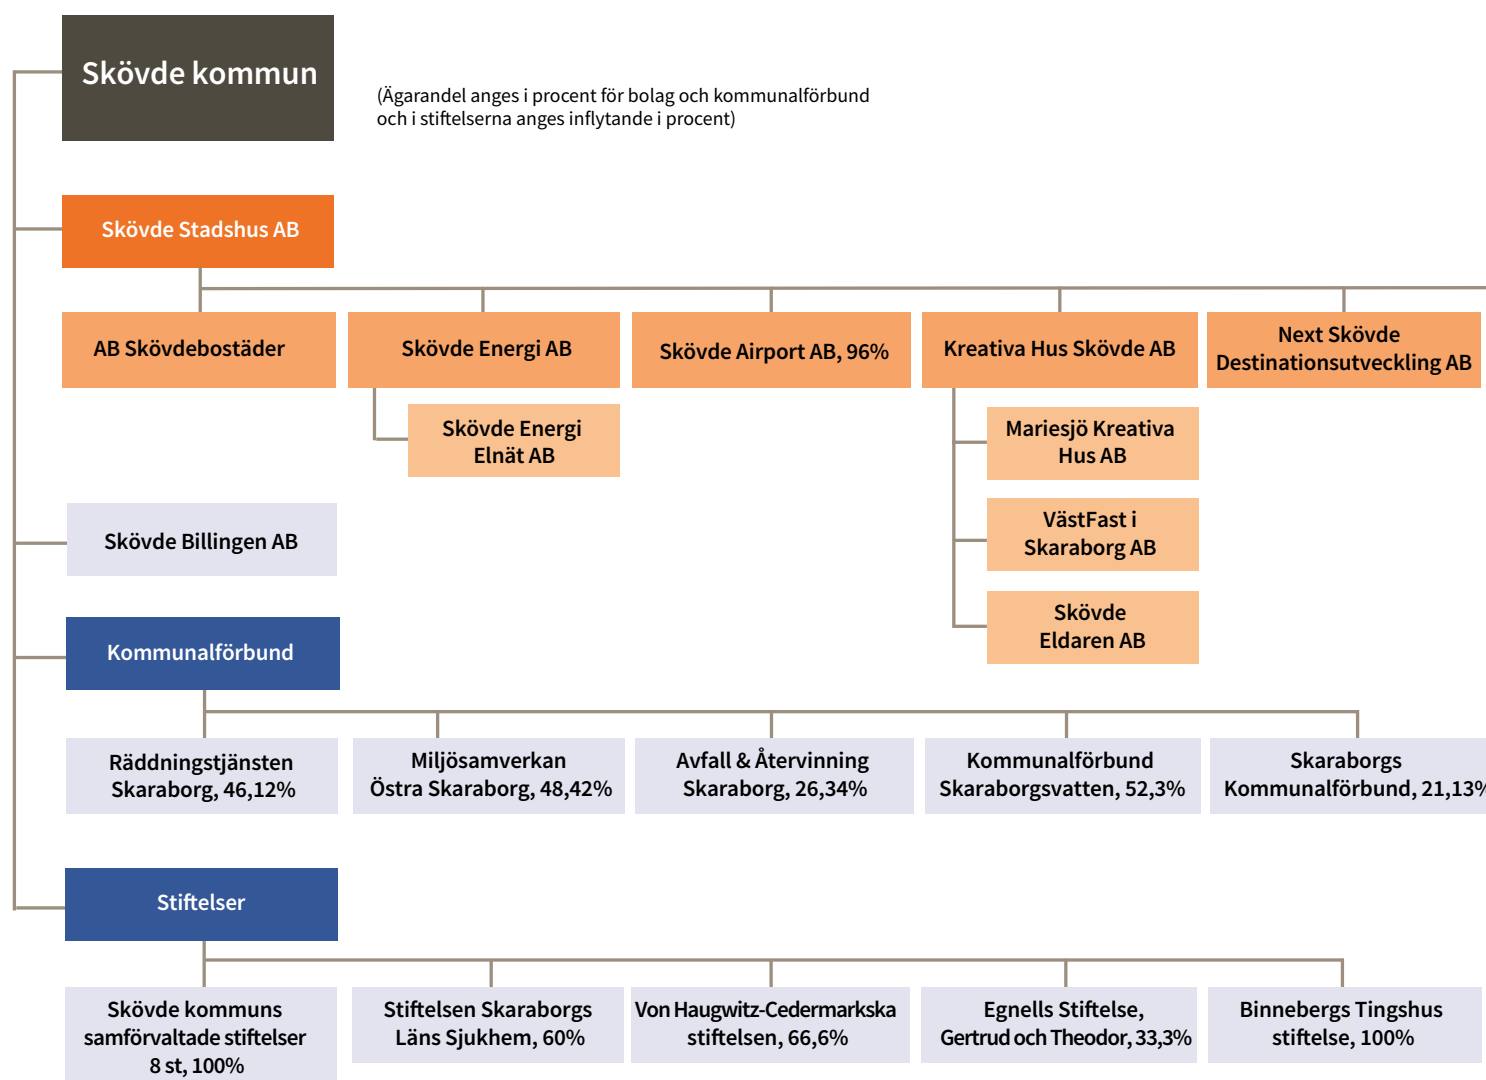 Skövde kommun
(Ägarandel anges i procent för bolag och kommunalförbund
och i stiftelserna anges inflytande i procent)
Skövde Stadshus AB
AB Skövdebostäder
Skövde Energi AB
Skövde Airport AB, 96%
Kreativa Hus Skövde AB
Next Skövde
Destinationsutveckling AB
Skövde Energi
Elnät AB
Mariesjö Kreativa
Hus AB
VästFast i
Skaraborg AB
Skövde
Eldaren AB
Skövde Billingen AB
Kommunalförbund
Räddningstjänsten
Skaraborg, 46,12%
Miljösamverkan
Östra Skaraborg, 48,42%
Avfall & Återvinning
Skaraborg, 26,34%
Kommunalförbund
Skaraborgsvatten, 52,3%
Skaraborgs
Kommunalförbund, 21,13%
Stiftelser
Skövde kommuns
samförvaltade stiftelser
8 st, 100%
Stiftelsen Skaraborgs
Läns Sjukhem, 60%
Von Haugwitz-Cedermarkska
stiftelsen, 66,6%
Egnells Stiftelse,
Gertrud och Theodor, 33,3%
Binnebergs Tingshus
stiftelse, 100%